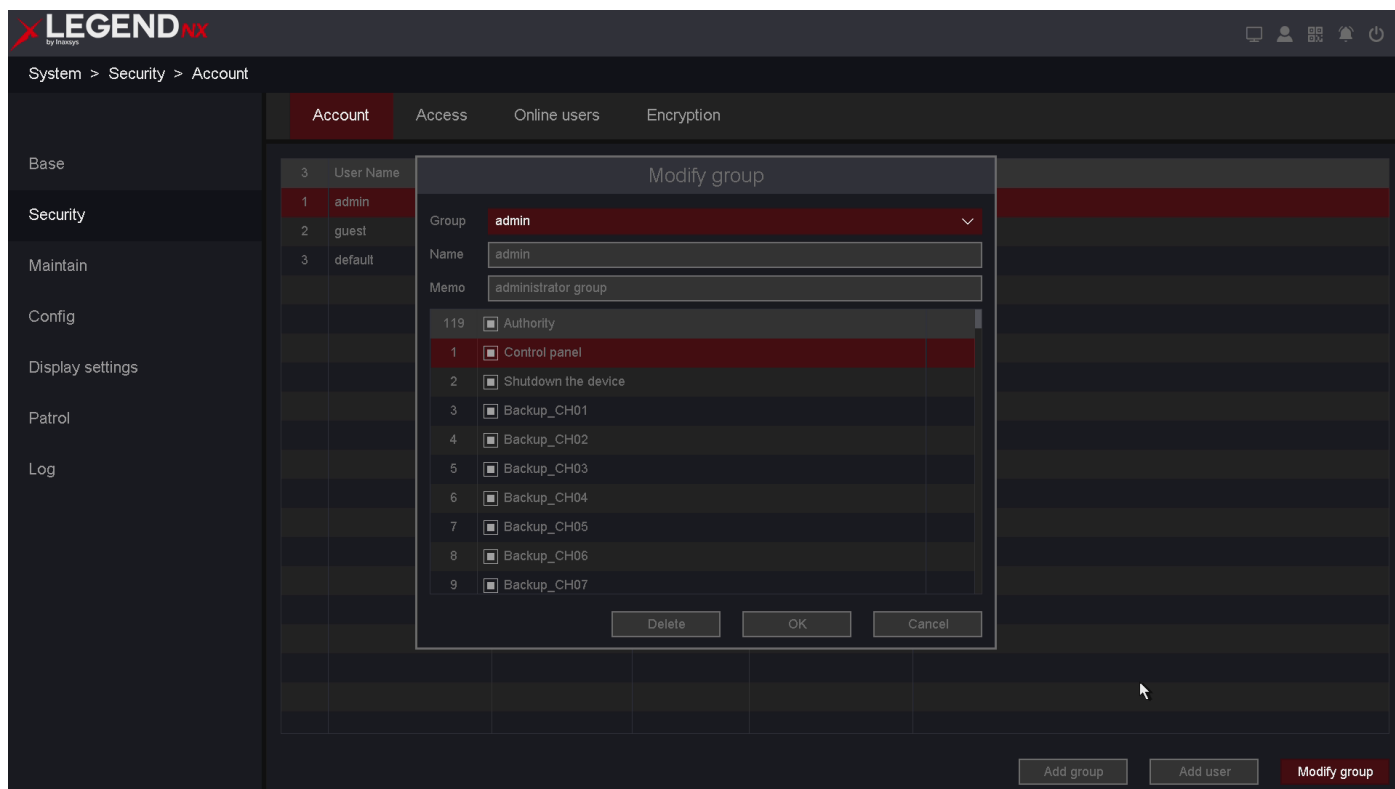 LEGEND NX
by Inaxsys
System > Security > Account
Account Access Online users Encryption
Base
Security
Maintain
Config
Display settings
Patrol
Log
3 User Name
1 admin
2 guest
3 default
Modify group
Group admin
Name admin
Memo administrator group
119 Authority
1 Control panel
2 Shutdown the device
3 Backup_CH01
4 Backup_CH02
5 Backup_CH03
6 Backup_CH04
7 Backup_CH05
8 Backup_CH06
9 Backup_CH07
Delete OK Cancel
Add group Add user Modify group